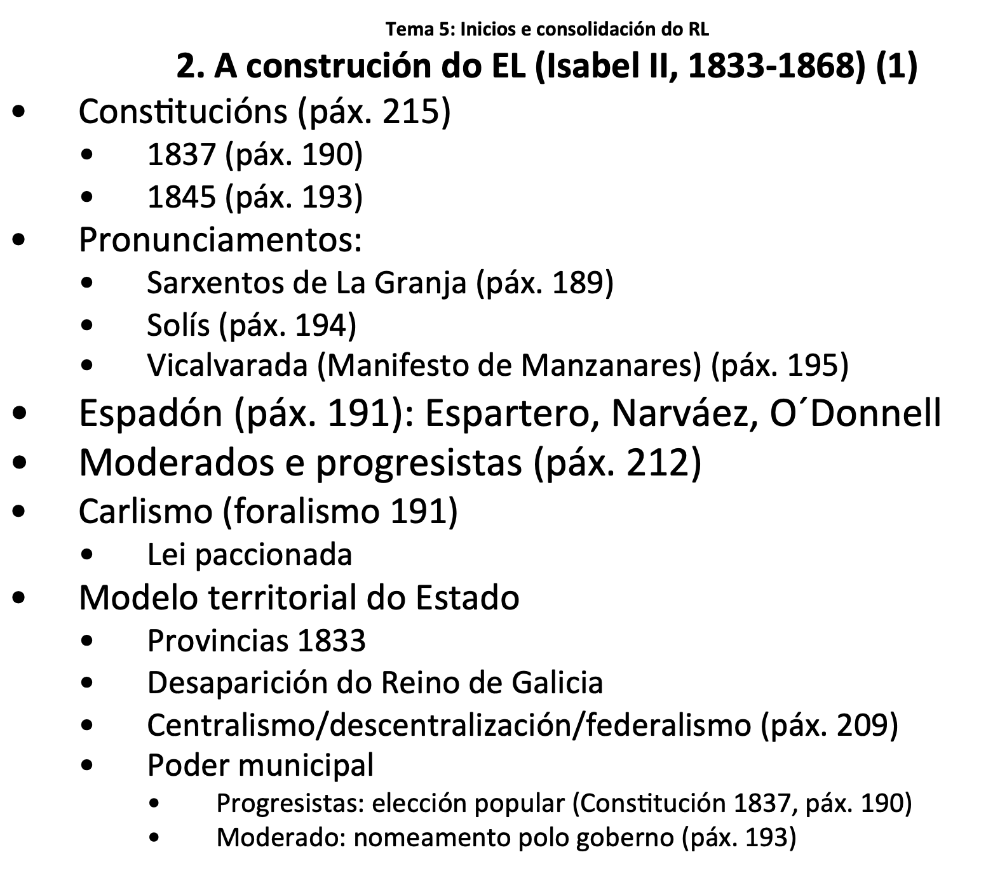 Tema 5: Inicios e consolidación do RL
2. A construción do EL (Isabel II, 1833-1868) (1)
• Constitucións (páx. 215)
• 1837 (páx. 190)
• 1845 (páx. 193)
• Pronunciamentos:
• Sarxentos de La Granja (páx. 189)
• Solís (páx. 194)
• Vicalvarada (Manifesto de Manzanares) (páx. 195)
• Espadón (páx. 191): Espartero, Narváez, O´Donnell
• Moderados e progresistas (páx. 212)
• Carlismo (foralismo 191)
• Lei paccionada
• Modelo territorial do Estado
• Provincias 1833
• Desaparición do Reino de Galicia
• Centralismo/descentralización/federalismo (páx. 209)
• Poder municipal
• Progresistas: elección popular (Constitución 1837, páx. 190)
• Moderado: nomeamento polo goberno (páx. 193)